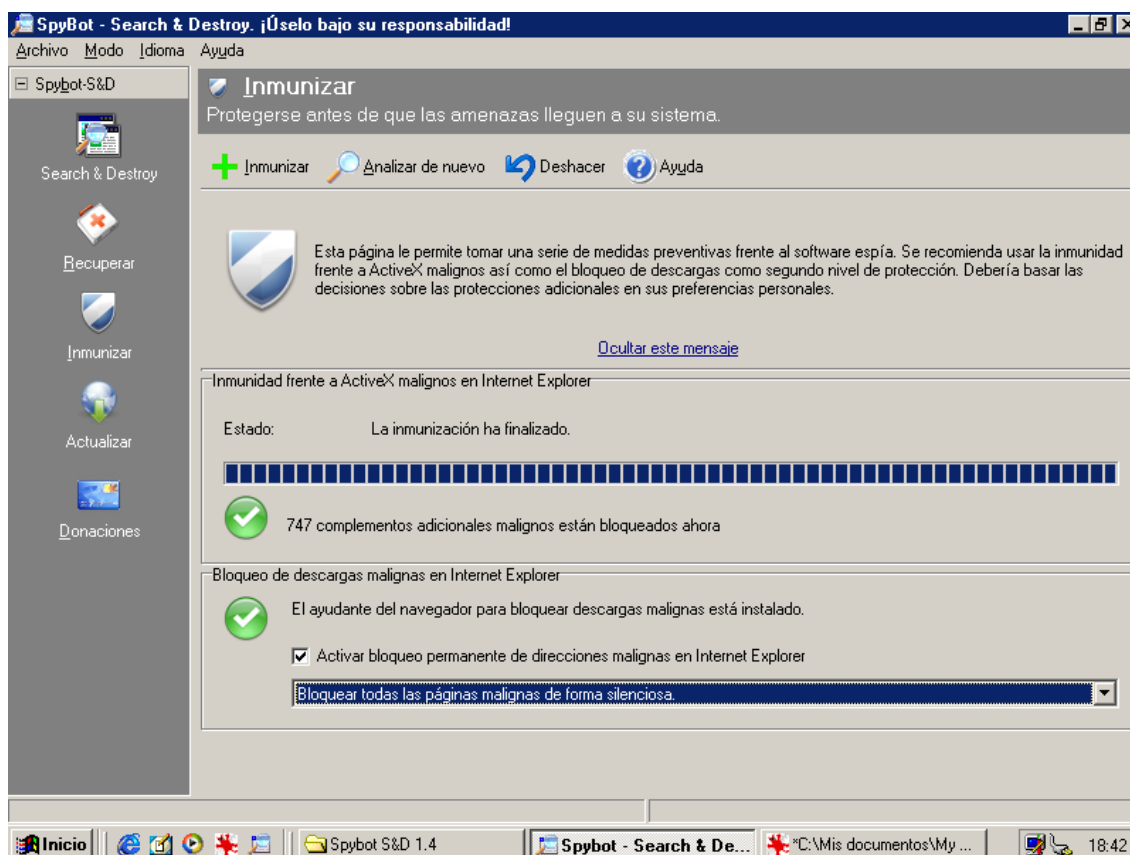 SpyBot - Search & Destroy. ¡Úselo bajo su responsabilidad!
Archivo Modo Idioma Ayuda
Spybot-S&D
Search & Destroy
Recuperar
Inmunizar
Actualizar
Donaciones
Inmunizar
Protegerse antes de que las amenazas lleguen a su sistema.
Inmunizar Analizar de nuevo Deshacer Ayuda
Esta página le permite tomar una serie de medidas preventivas frente al software espía. Se recomienda usar la inmunidad
frente a ActiveX malignos así como el bloqueo de descargas como segundo nivel de protección. Debería basar las
decisiones sobre las protecciones adicionales en sus preferencias personales.
Ocultar este mensaje
Inmunidad frente a ActiveX malignos en Internet Explorer
Estado: La inmunización ha finalizado.
747 complementos adicionales malignos están bloqueados ahora
Bloqueo de descargas malignas en Internet Explorer
El ayudante del navegador para bloquear descargas malignas está instalado.
Activar bloqueo permanente de direcciones malignas en Internet Explorer
Bloquear todas las páginas malignas de forma silenciosa.
Inicio Spybot S&D 1.4 Spybot - Search & De... *C:\Mis documentos\My ... 18:42